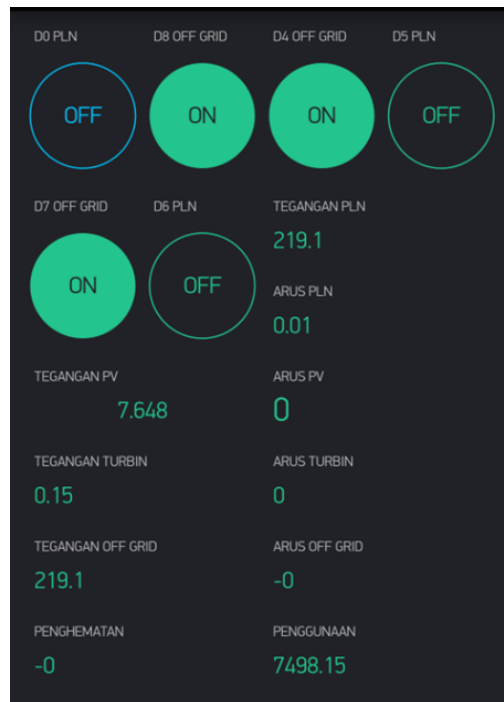 D0 PLN D8 OFF GRID D4 OFF GRID D5 PLN
OFF ON ON OFF
D7 OFF GRID D6 PLN TEGANGAN PLN
219.1
ON OFF ARUS PLN
0.01
TEGANGAN PV ARUS PV
7.648 0
TEGANGAN TURBIN ARUS TURBIN
0.15 0
TEGANGAN OFF GRID ARUS OFF GRID
219.1 -0
PENGHEMATAN PENGGUNAAN
-0 7498.15